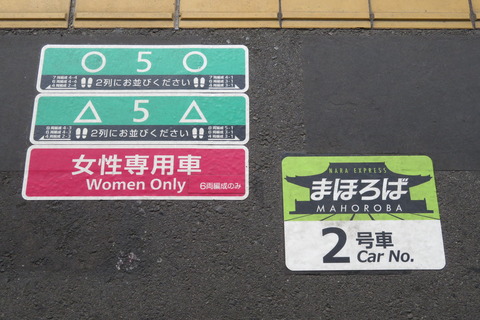 ○ 5 ○
2列にお並びください
△ 5 △
2列にお並びください
女性専用車
Women Only
6両編成のみ
NARA EXPRESS
まほろば
MAHOROBA
2 号車
Car No.